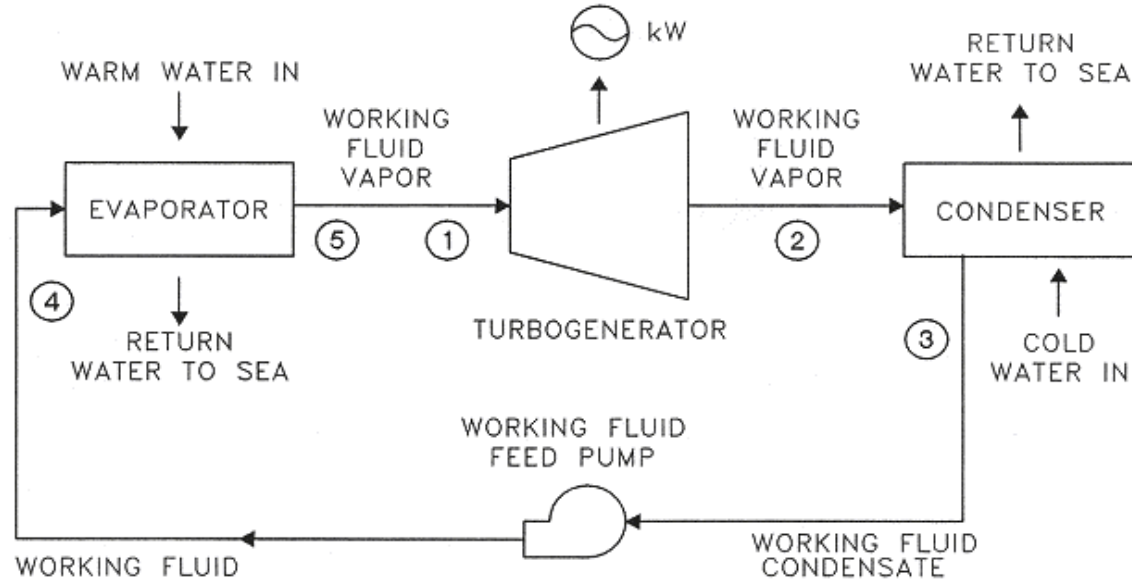 kW
WARM WATER IN
RETURN
WATER TO SEA
WORKING
FLUID
VAPOR
WORKING
FLUID
VAPOR
EVAPORATOR
CONDENSER
5
1
2
4
3
TURBOGENERATOR
RETURN
WATER TO SEA
COLD
WATER IN
WORKING FLUID
FEED PUMP
WORKING FLUID
WORKING FLUID
CONDENSATE